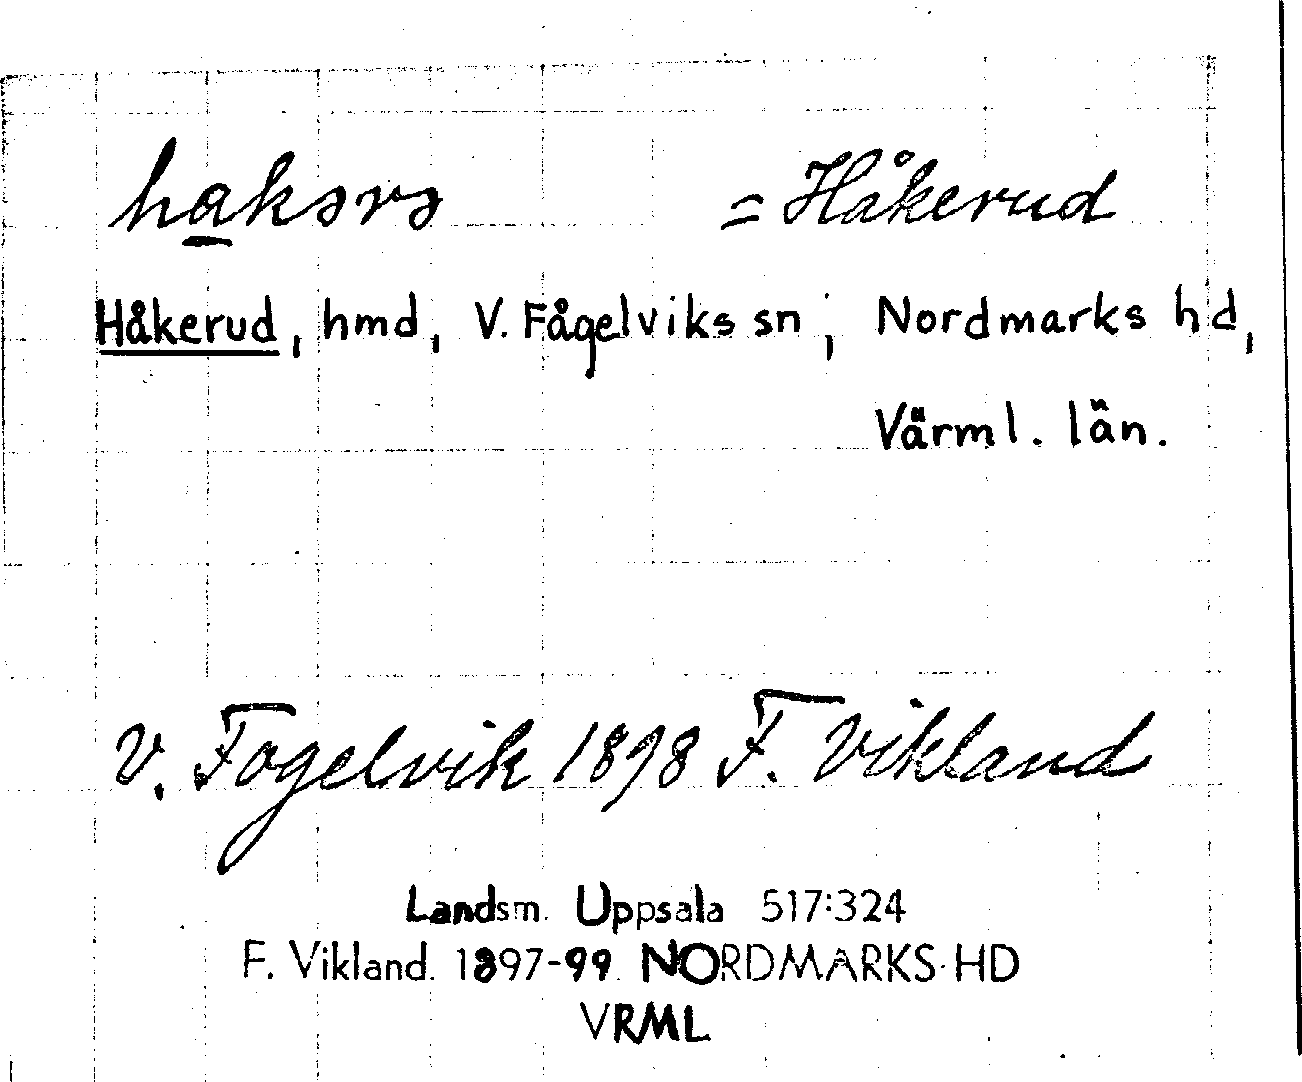 hakərə = Håkerud
Håkerud, hmd, V. Fågelviks sn, Nordmarks hd,
Värml. län.
V. Fogelvik 1898 F. Vikland
Landsm. Uppsala 517:324
F. Vikland. 1897-99 NORDMARKS HD
VRML